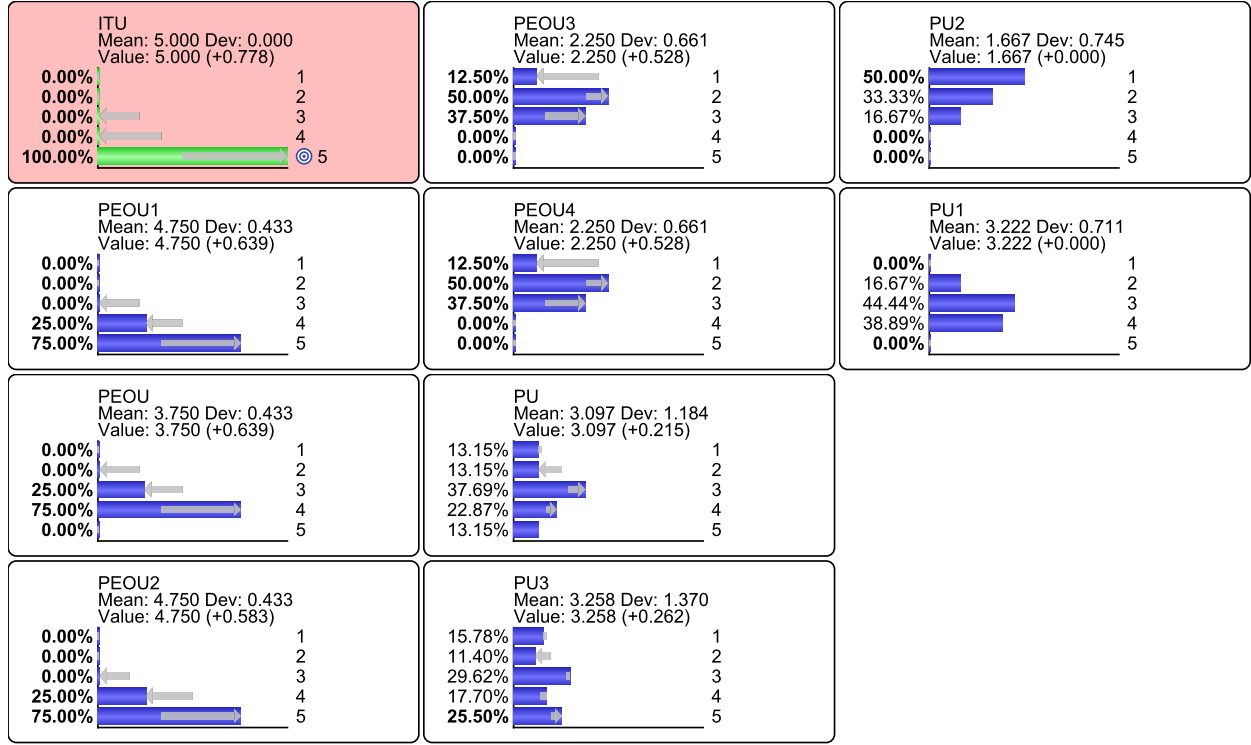 ITU
Mean: 5.000 Dev: 0.000
Value: 5.000 (+0.778)
0.00% 1
0.00% 2
0.00% 3
0.00% 4
100.00% 5
PEOU1
Mean: 4.750 Dev: 0.433
Value: 4.750 (+0.639)
0.00% 1
0.00% 2
0.00% 3
25.00% 4
75.00% 5
PEOU
Mean: 3.750 Dev: 0.433
Value: 3.750 (+0.639)
0.00% 1
0.00% 2
25.00% 3
75.00% 4
0.00% 5
PEOU2
Mean: 4.750 Dev: 0.433
Value: 4.750 (+0.583)
0.00% 1
0.00% 2
0.00% 3
25.00% 4
75.00% 5
PEOU3
Mean: 2.250 Dev: 0.661
Value: 2.250 (+0.528)
12.50% 1
50.00% 2
37.50% 3
0.00% 4
0.00% 5
PEOU4
Mean: 2.250 Dev: 0.661
Value: 2.250 (+0.528)
12.50% 1
50.00% 2
37.50% 3
0.00% 4
0.00% 5
PU
Mean: 3.097 Dev: 1.184
Value: 3.097 (+0.215)
13.15% 1
13.15% 2
37.69% 3
22.87% 4
13.15% 5
PU3
Mean: 3.258 Dev: 1.370
Value: 3.258 (+0.262)
15.78% 1
11.40% 2
29.62% 3
17.70% 4
25.50% 5
PU2
Mean: 1.667 Dev: 0.745
Value: 1.667 (+0.000)
50.00% 1
33.33% 2
16.67% 3
0.00% 4
0.00% 5
PU1
Mean: 3.222 Dev: 0.711
Value: 3.222 (+0.000)
0.00% 1
16.67% 2
44.44% 3
38.89% 4
0.00% 5